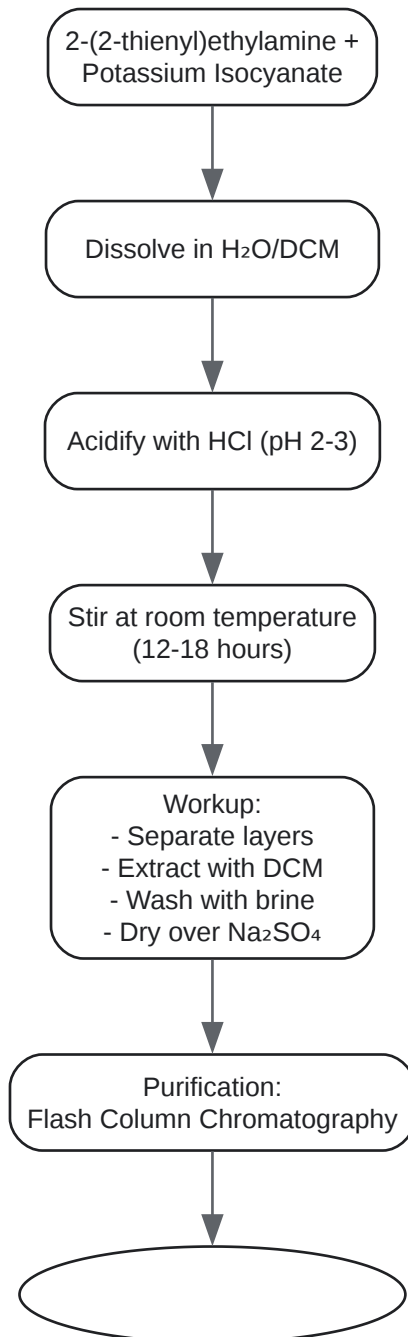 2-(2-thienyl)ethylamine +
Potassium Isocyanate
Dissolve in H₂O/DCM
Acidify with HCl (pH 2-3)
Stir at room temperature
(12-18 hours)
Workup:
- Separate layers
- Extract with DCM
- Wash with brine
- Dry over Na₂SO₄
Purification:
Flash Column Chromatography